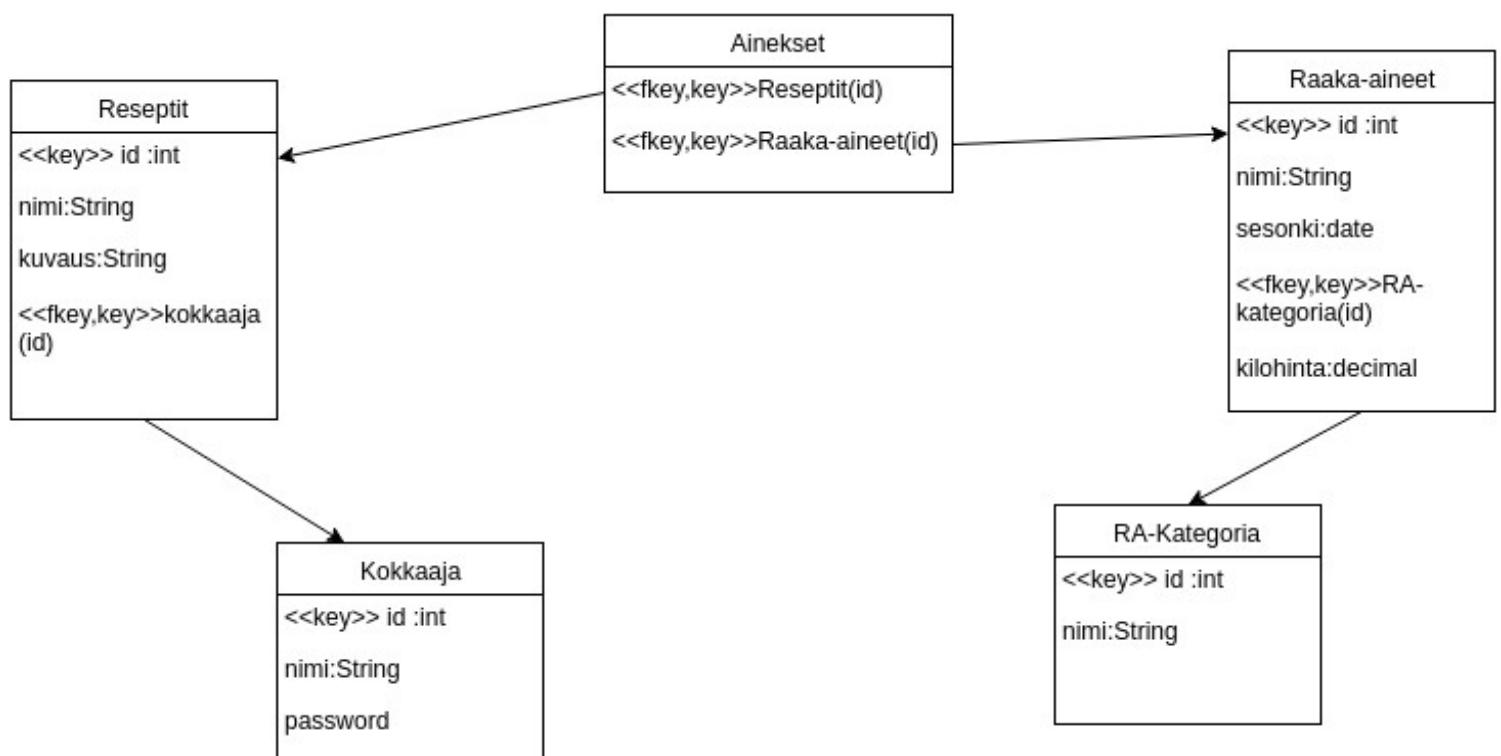 Ainekset
<<fkey,key>>Reseptit(id)
<<fkey,key>>Raaka-aineet(id)
Reseptit
<<key>> id :int
nimi:String
kuvaus:String
<<fkey,key>>kokkaaja
(id)
Raaka-aineet
<<key>> id :int
nimi:String
sesonki:date
<<fkey,key>>RA-
kategoria(id)
kilohinta:decimal
Kokkaaja
<<key>> id :int
nimi:String
password
RA-Kategoria
<<key>> id :int
nimi:String